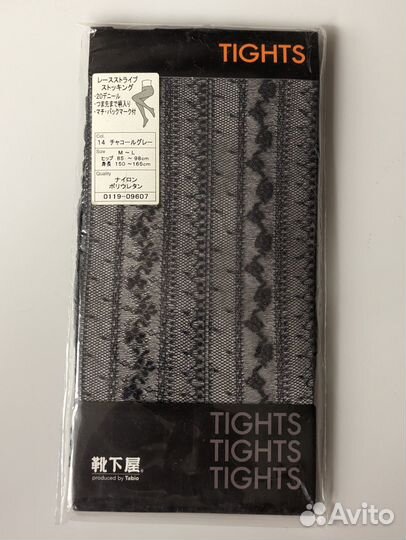 TIGHTS
レースストライプ
ストッキング
・20デニール
・つま先まで柄入り
・マチ・バックマーク付
Col.
14 チャコールグレー
Size
M ～ L
ヒップ 85 ～ 98cm
身長 150 ～165cm
Quality
ナイロン
ポリウレタン
0119-09607
TIGHTS
TIGHTS
TIGHTS
靴下屋®
produced by Tabio
Avito